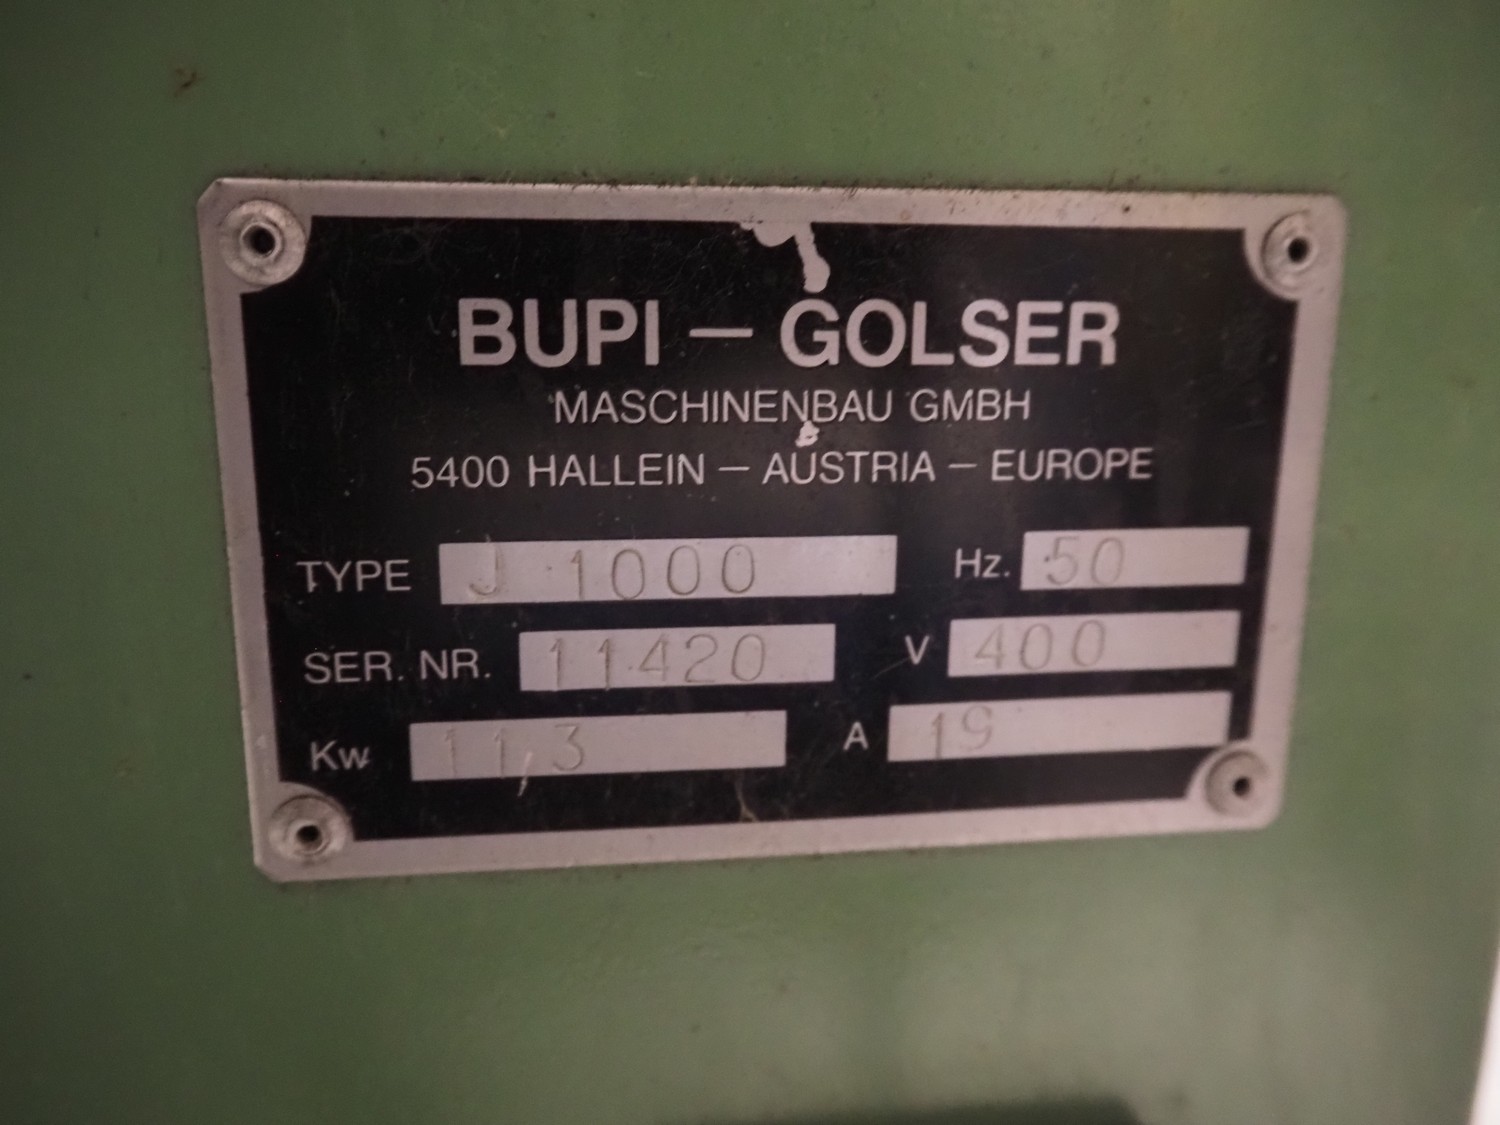 BUPI – GOLSER
MASCHINENBAU GMBH
5400 HALLEIN – AUSTRIA – EUROPE
TYPE J 1000 Hz. 50
SER. NR. 11420 V 400
Kw 11,3 A 19